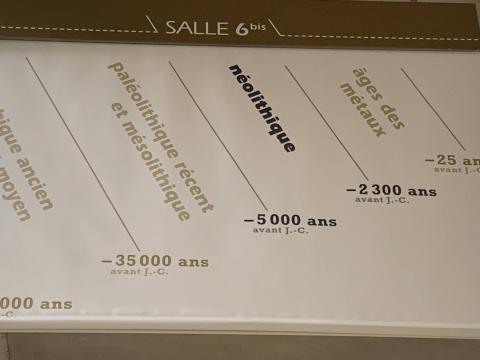 SALLE 6bis
ancien
moyen
paléolithique récent
et mésolithique
néolithique
âges des
métaux
000 ans
-C.
–35 000 ans
avant J.-C.
–5 000 ans
avant J.-C.
–2 300 ans
avant J.-C.
–25 an
avant J.-C.